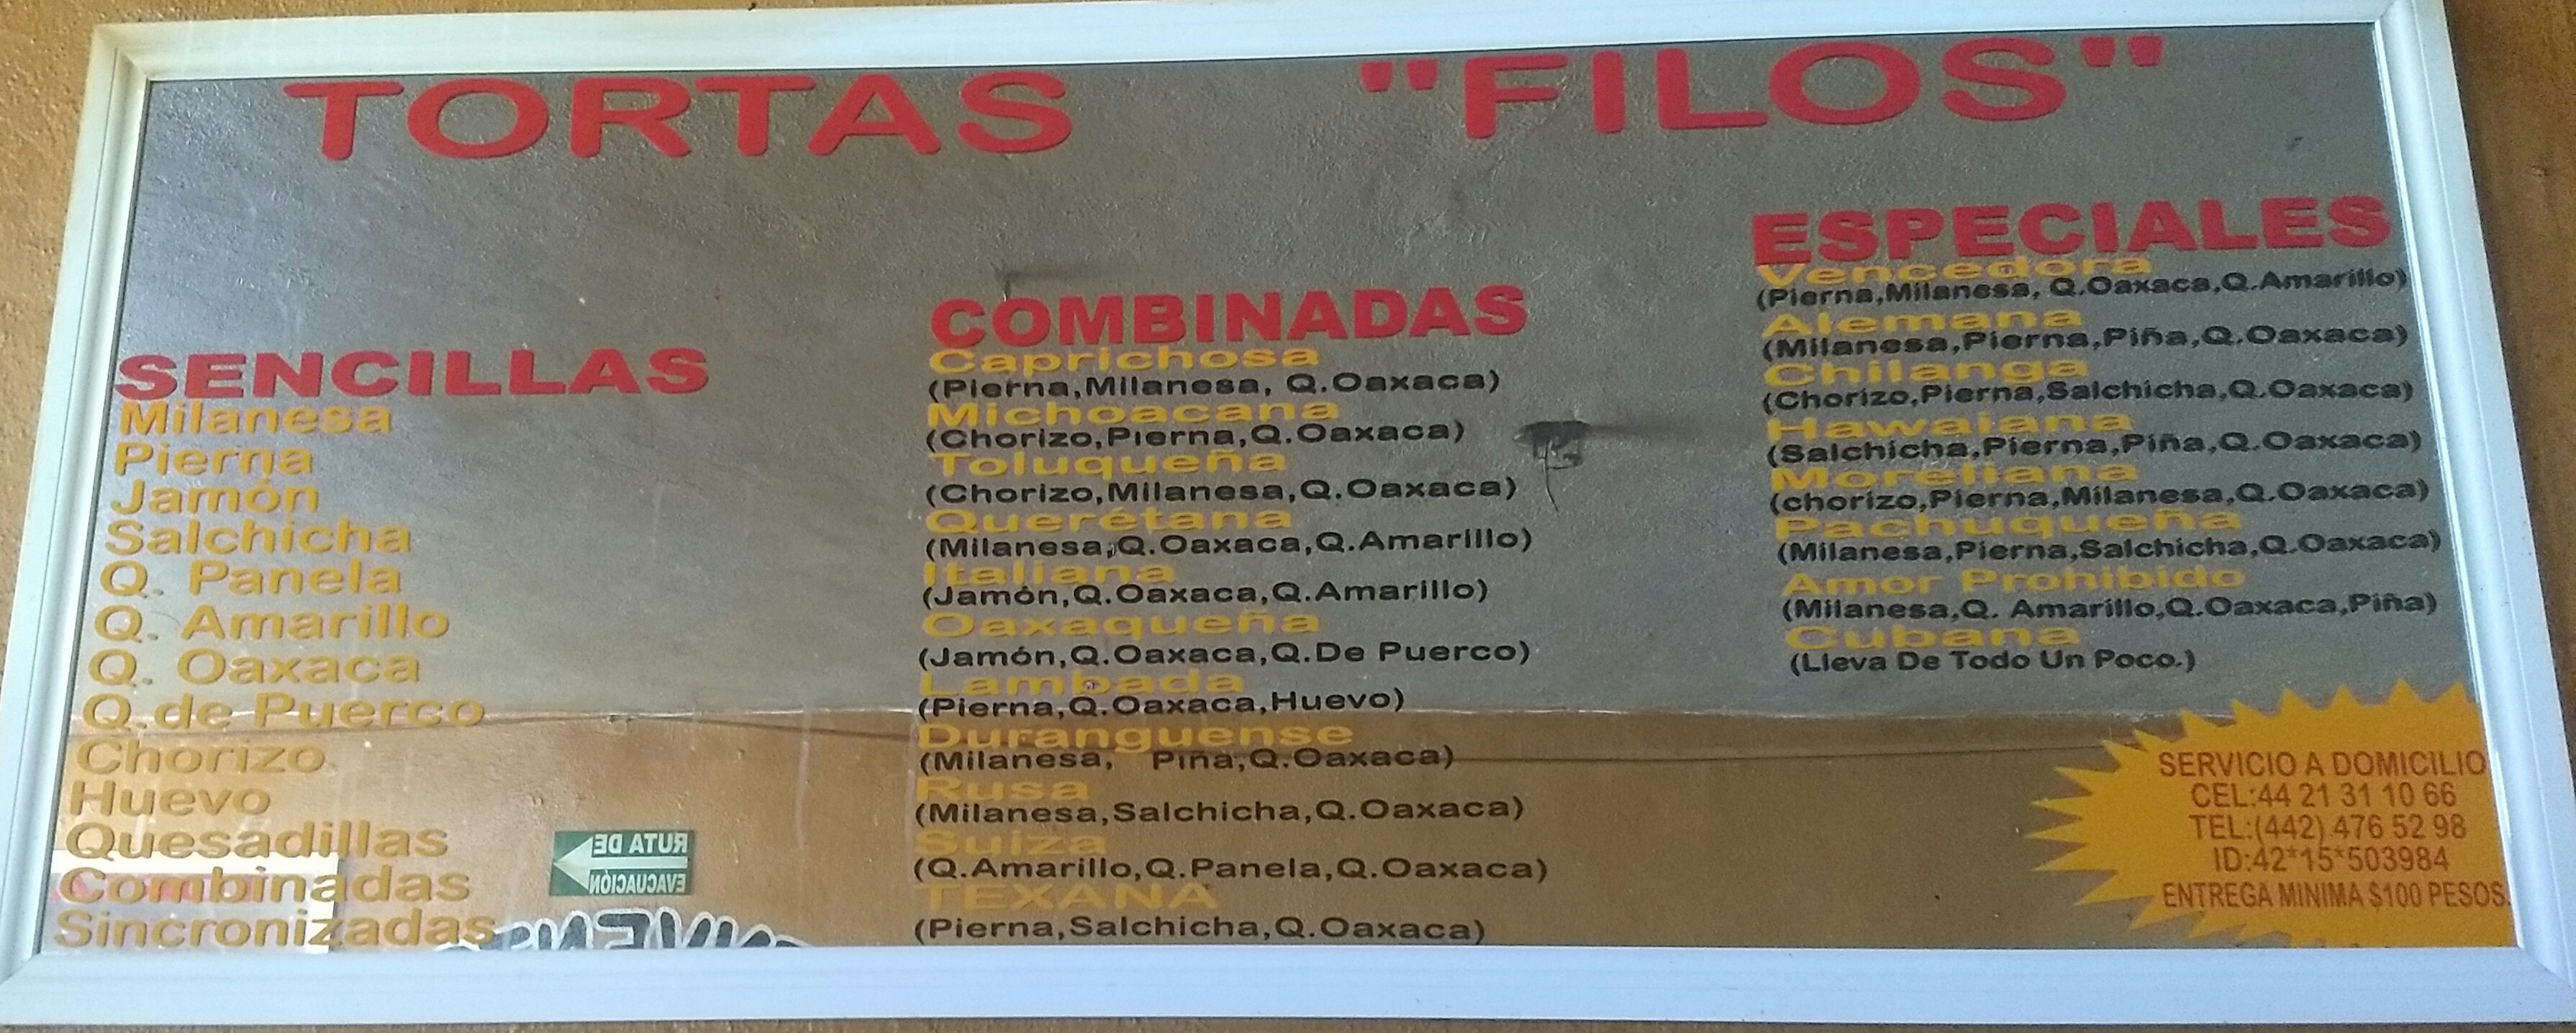 TORTAS "FILOS"
SENCILLAS
Milanesa
Pierna
Jamón
Salchicha
Q. Panela
Q. Amarillo
Q. Oaxaca
Q.de Puerco
Chorizo
Huevo
Quesadillas
Combinadas
Sincronizadas
COMBINADAS
Caprichosa
(Pierna,Milanesa, Q.Oaxaca)
Michoacana
(Chorizo,Pierna,Q.Oaxaca)
Toluqueña
(Chorizo,Milanesa,Q.Oaxaca)
Querétana
(Milanesa,Q.Oaxaca,Q.Amarillo)
Italiana
(Jamón,Q.Oaxaca,Q.Amarillo)
Oaxaqueña
(Jamón,Q.Oaxaca,Q.De Puerco)
Lambada
(Pierna,Q.Oaxaca,Huevo)
Duranguense
(Milanesa, Piña,Q.Oaxaca)
Rusa
(Milanesa,Salchicha,Q.Oaxaca)
Suiza
(Q.Amarillo,Q.Panela,Q.Oaxaca)
TEXANA
(Pierna,Salchicha,Q.Oaxaca)
ESPECIALES
Vencedora
(Pierna,Milanesa, Q.Oaxaca,Q.Amarillo)
Alemana
(Milanesa,Pierna,Piña,Q.Oaxaca)
Chilanga
(Chorizo,Pierna,Salchicha,Q.Oaxaca)
Hawaiana
(Salchicha,Pierna,Piña,Q.Oaxaca)
Moreliana
(chorizo,Pierna,Milanesa,Q.Oaxaca)
Pachuqueña
(Milanesa,Pierna,Salchicha,Q.Oaxaca)
Amor Prohibido
(Milanesa,Q. Amarillo,Q.Oaxaca,Piña)
Cubana
(Lleva De Todo Un Poco.)
SERVICIO A DOMICILIO
CEL:44 21 31 10 66
TEL:(442) 476 52 98
ID:42*15*503984
ENTREGA MINIMA $100 PESOS.
RUTA DE
EVACUACIÓN